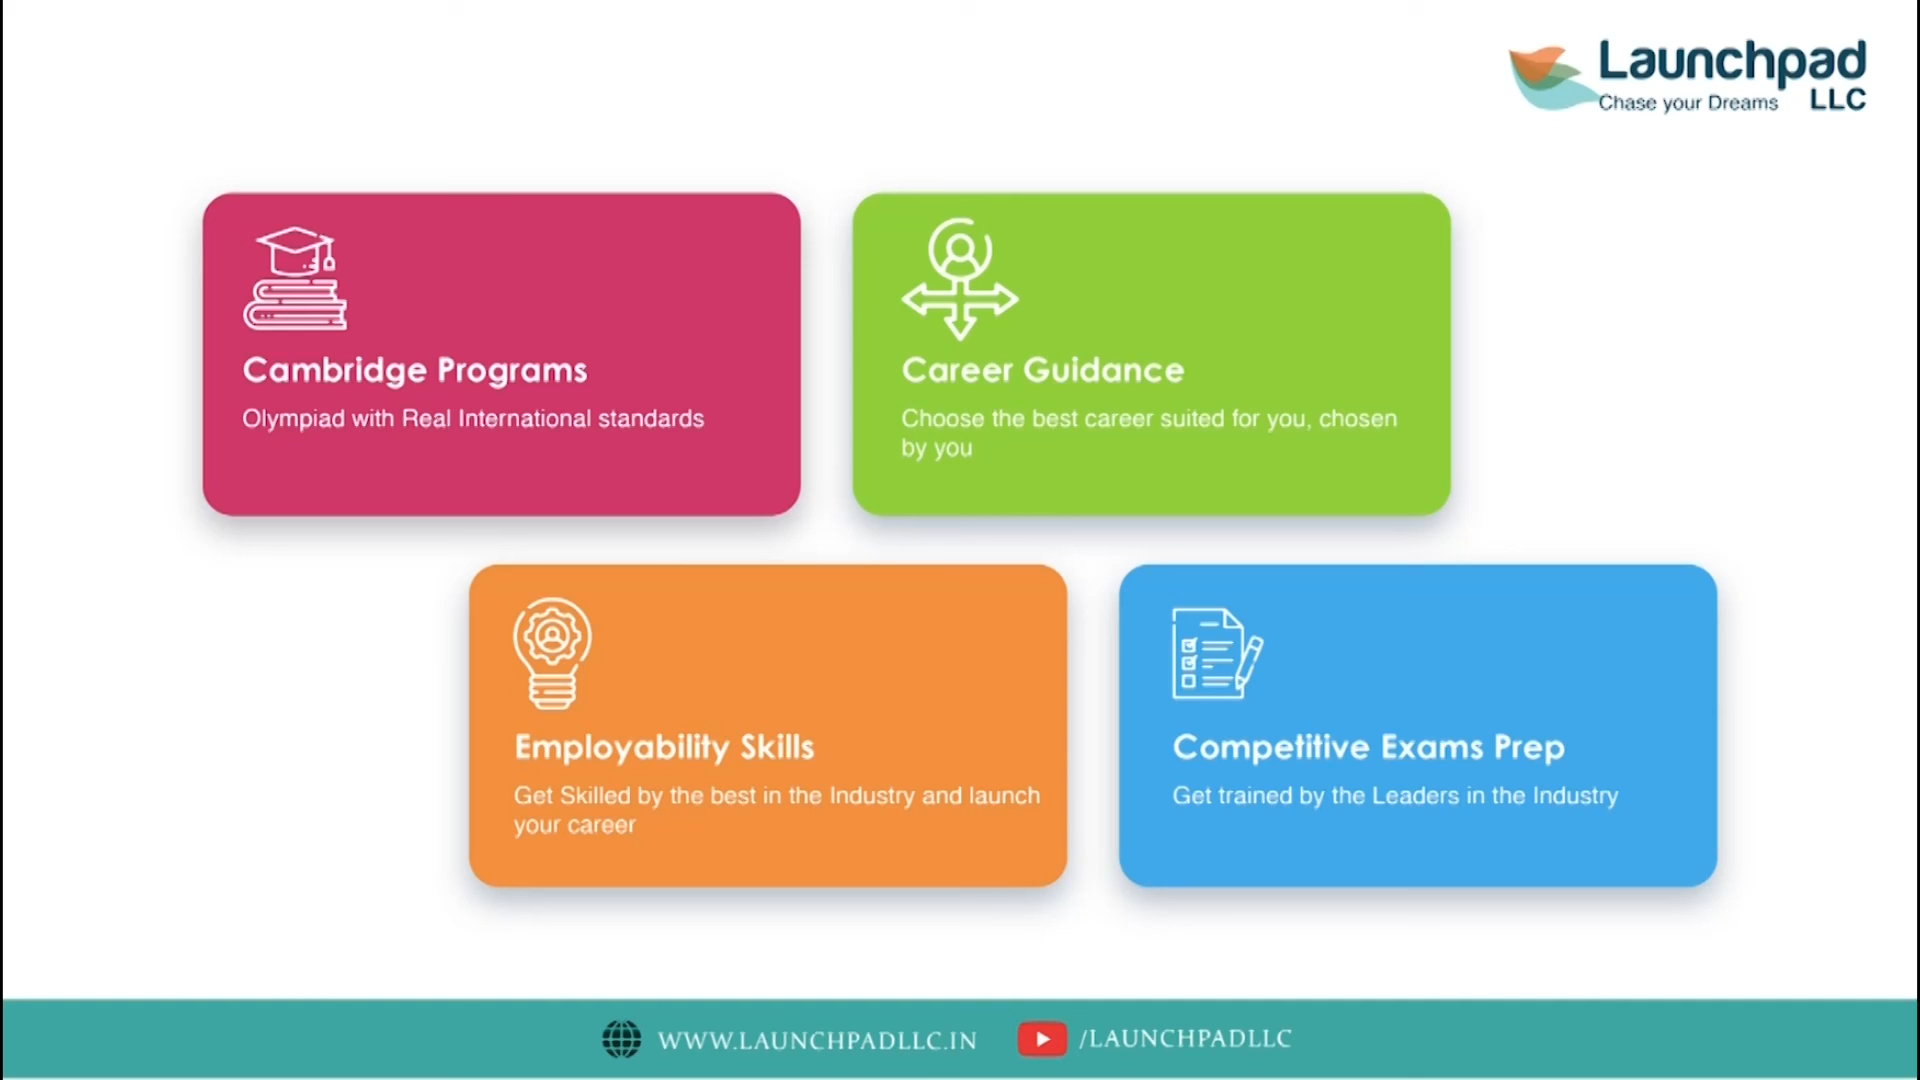 Launchpad
Chase your Dreams LLC
Cambridge Programs
Olympiad with Real International standards
Career Guidance
Choose the best career suited for you, chosen
by you
Employability Skills
Get Skilled by the best in the Industry and launch
your career
Competitive Exams Prep
Get trained by the Leaders in the Industry
WWW.LAUNCHPADLLC.IN
/LAUNCHPADLLC